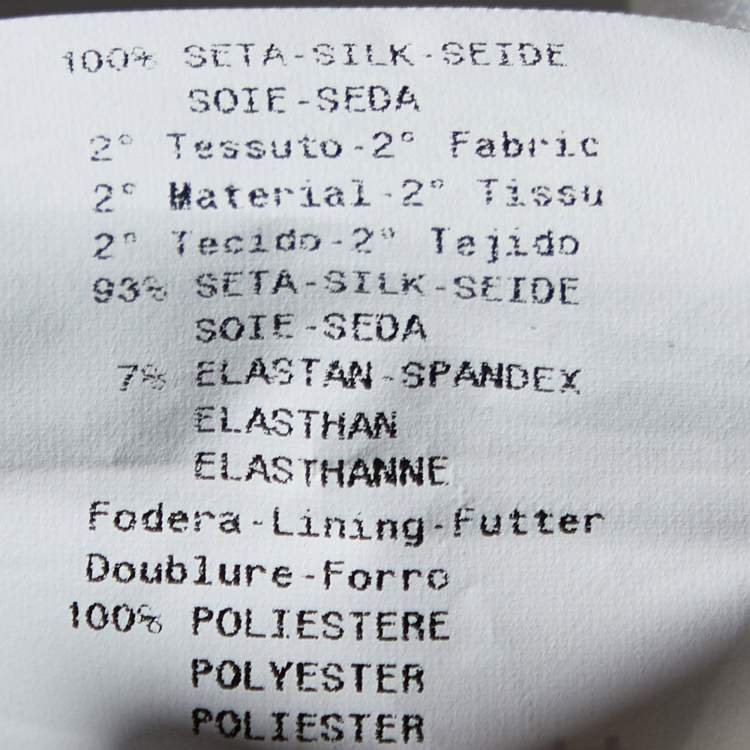 100% SETA-SILK-SEIDE
SOIE-SEDA
2° Tessuto-2° Fabric
2° Material-2° Tissu
2° Tecido-2° Tejido
93% SETA-SILK-SEIDE
SOIE-SEDA
7% ELASTAN-SPANDEX
ELASTHAN
ELASTHANNE
Fodera-Lining-Futter
Doublure-Forro
100% POLIESTERE
POLYESTER
POLIESTER